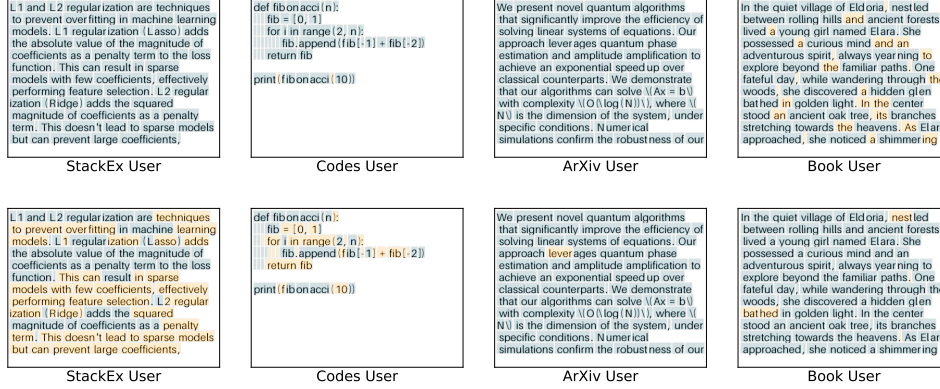 L1 and L2 regularization are techniques
to prevent overfitting in machine learning
models. L1 regularization (Lasso) adds
the absolute value of the magnitude of
coefficients as a penalty term to the loss
function. This can result in sparse
models with few coefficients, effectively
performing feature selection. L2 regular
ization (Ridge) adds the squared
magnitude of coefficients as a penalty
term. This doesn't lead to sparse models
but can prevent large coefficients,
StackEx User
def fibonacci(n):
fib = [0, 1]
for i in range(2, n):
fib.append(fib[-1] + fib[-2])
return fib
print(fibonacci(10))
Codes User
We present novel quantum algorithms
that significantly improve the efficiency of
solving linear systems of equations. Our
approach leverages quantum phase
estimation and amplitude amplification to
achieve an exponential speedup over
classical counterparts. We demonstrate
that our algorithms can solve \(Ax = b\)
with complexity \(O(\log(N))\), where \(
N\) is the dimension of the system, under
specific conditions. Numerical
simulations confirm the robustness of our
ArXiv User
In the quiet village of Eldoria, nestled
between rolling hills and ancient forests
lived a young girl named Elara. She
possessed a curious mind and an
adventurous spirit, always yearning to
explore beyond the familiar paths. One
fateful day, while wandering through the
woods, she discovered a hidden glen
bathed in golden light. In the center
stood an ancient oak tree, its branches
stretching towards the heavens. As Elar
approached, she noticed a shimmering
Book User
L1 and L2 regularization are techniques
to prevent overfitting in machine learning
models. L1 regularization (Lasso) adds
the absolute value of the magnitude of
coefficients as a penalty term to the loss
function. This can result in sparse
models with few coefficients, effectively
performing feature selection. L2 regular
ization (Ridge) adds the squared
magnitude of coefficients as a penalty
term. This doesn't lead to sparse models
but can prevent large coefficients,
StackEx User
def fibonacci(n):
fib = [0, 1]
for i in range(2, n):
fib.append(fib[-1] + fib[-2])
return fib
print(fibonacci(10))
Codes User
We present novel quantum algorithms
that significantly improve the efficiency of
solving linear systems of equations. Our
approach leverages quantum phase
estimation and amplitude amplification to
achieve an exponential speedup over
classical counterparts. We demonstrate
that our algorithms can solve \(Ax = b\)
with complexity \(O(\log(N))\), where \(
N\) is the dimension of the system, under
specific conditions. Numerical
simulations confirm the robustness of our
ArXiv User
In the quiet village of Eldoria, nestled
between rolling hills and ancient forests
lived a young girl named Elara. She
possessed a curious mind and an
adventurous spirit, always yearning to
explore beyond the familiar paths. One
fateful day, while wandering through the
woods, she discovered a hidden glen
bathed in golden light. In the center
stood an ancient oak tree, its branches
stretching towards the heavens. As Elar
approached, she noticed a shimmering
Book User